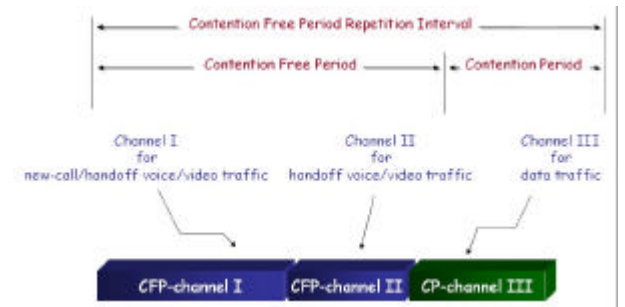 Contention Free Period Repetition Interval
Contention Free Period
Contention Period
Channel I
for
new-call/handoff voice/video traffic
Channel II
for
handoff voice/video traffic
Channel III
for
data traffic
CFP-channel I
CFP-channel II
CP-channel III